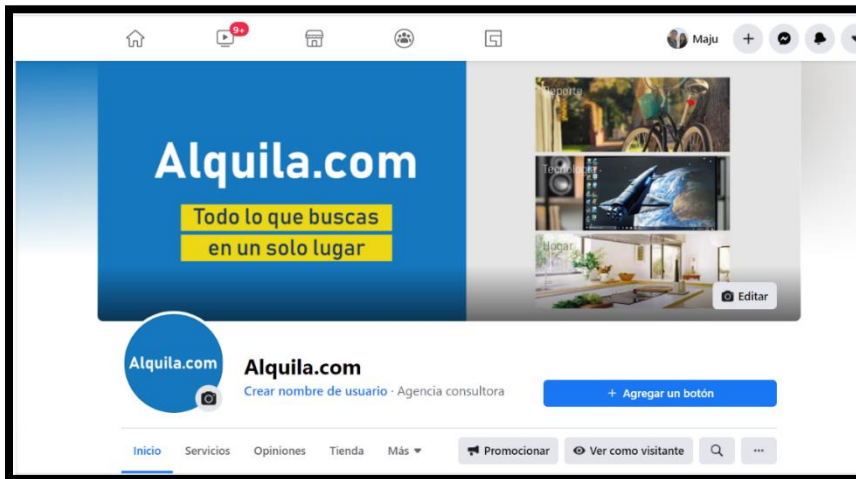 9+
Maju
Alquila.com
Todo lo que buscas
en un solo lugar
Deporte
Tecnología
Hogar
Editar
Alquila.com
Alquila.com
Crear nombre de usuario · Agencia consultora
+ Agregar un botón
Inicio Servicios Opiniones Tienda Más Promocionar Ver como visitante ...